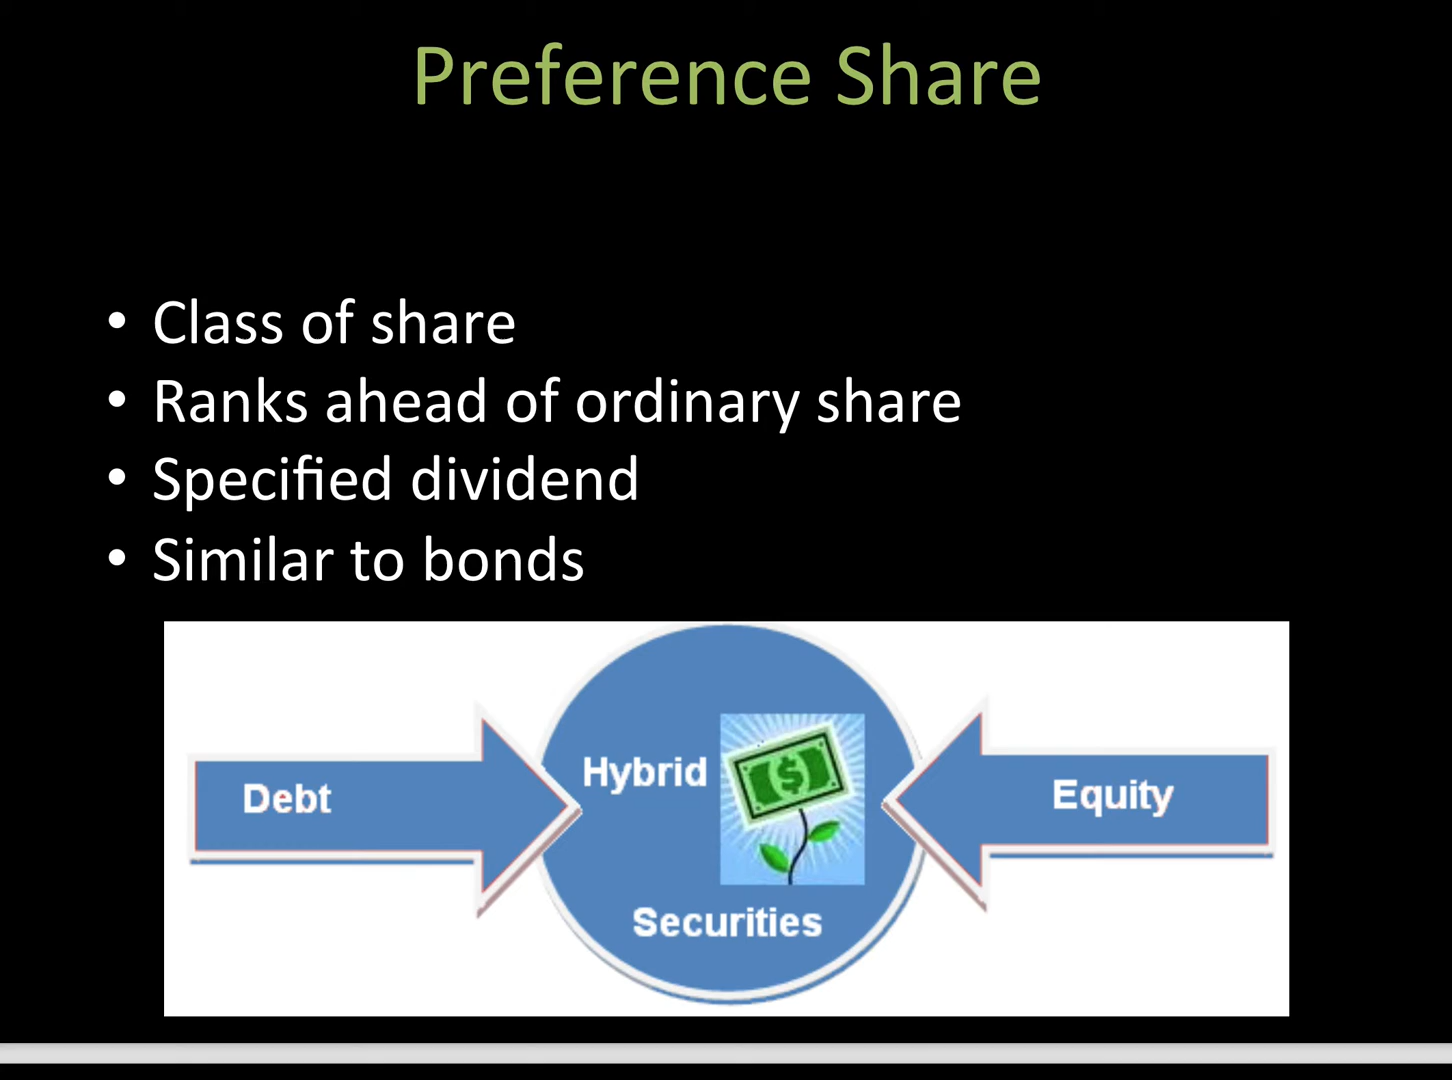 Preference Share
• Class of share
• Ranks ahead of ordinary share
• Specified dividend
• Similar to bonds
Debt
Hybrid
$
Securities
Equity